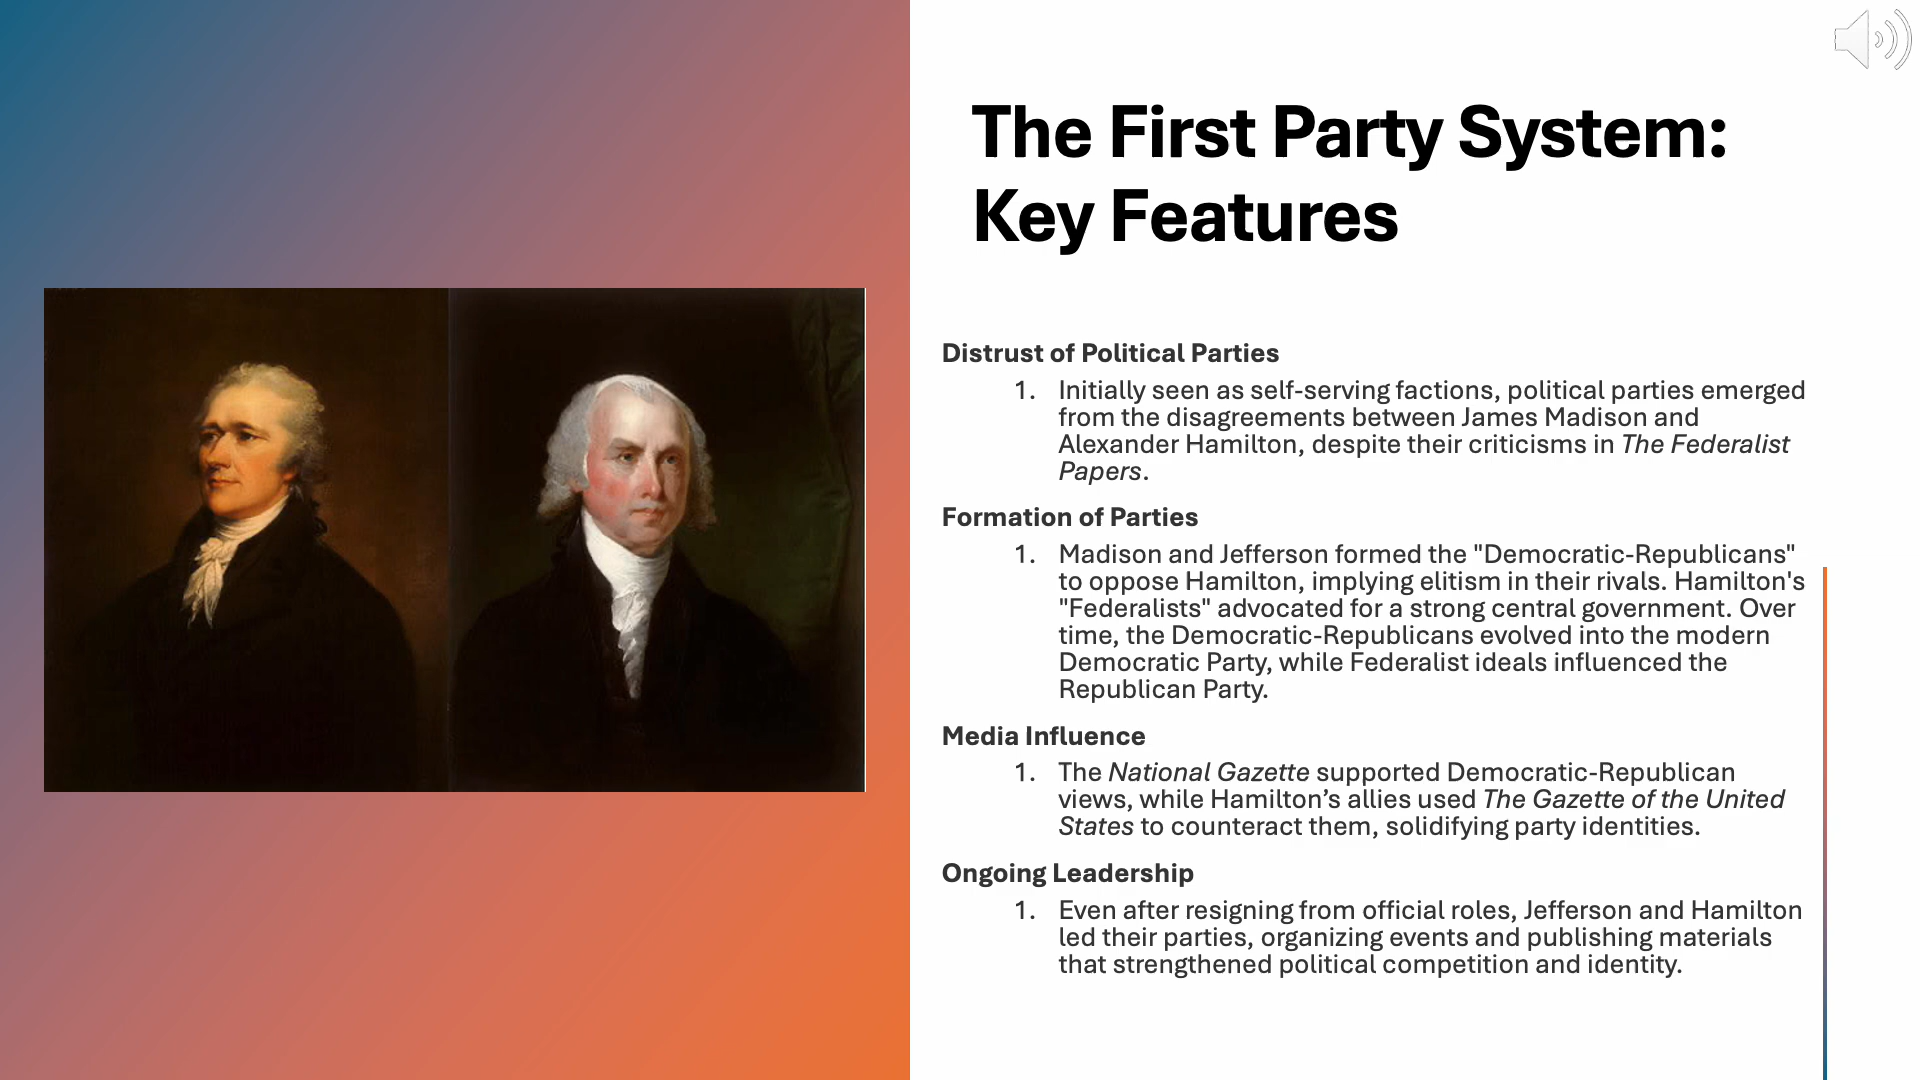 The First Party System:
Key Features
Distrust of Political Parties
1. Initially seen as self-serving factions, political parties emerged
from the disagreements between James Madison and
Alexander Hamilton, despite their criticisms in The Federalist
Papers.
Formation of Parties
1. Madison and Jefferson formed the "Democratic-Republicans"
to oppose Hamilton, implying elitism in their rivals. Hamilton's
"Federalists" advocated for a strong central government. Over
time, the Democratic-Republicans evolved into the modern
Democratic Party, while Federalist ideals influenced the
Republican Party.
Media Influence
1. The National Gazette supported Democratic-Republican
views, while Hamilton’s allies used The Gazette of the United
States to counteract them, solidifying party identities.
Ongoing Leadership
1. Even after resigning from official roles, Jefferson and Hamilton
led their parties, organizing events and publishing materials
that strengthened political competition and identity.